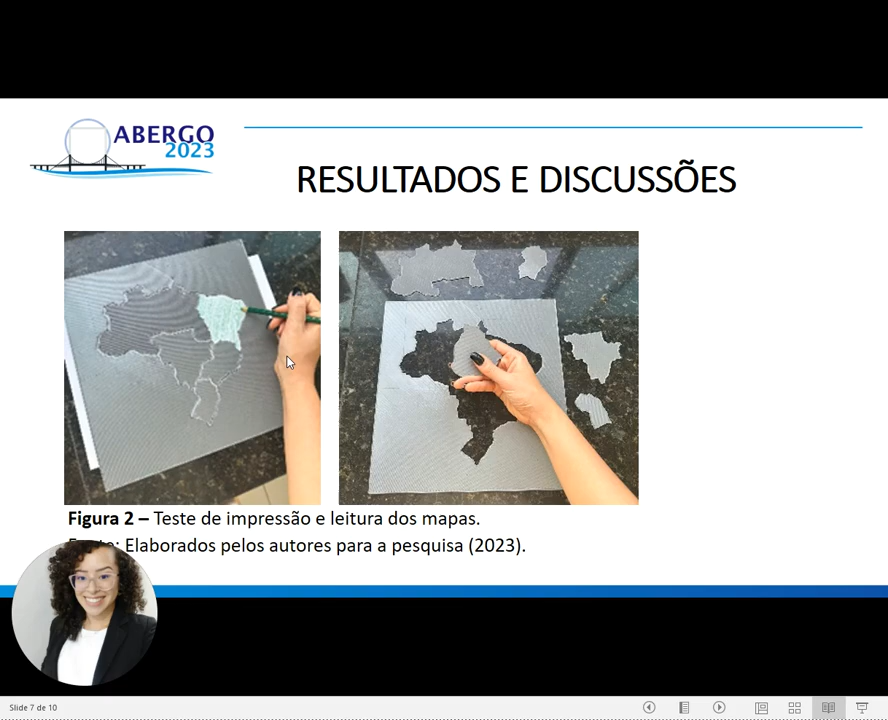 ABERGO
2023
RESULTADOS E DISCUSSÕES
Figura 2 – Teste de impressão e leitura dos mapas.
Elaborados pelos autores para a pesquisa (2023).
Slide 7 de 10